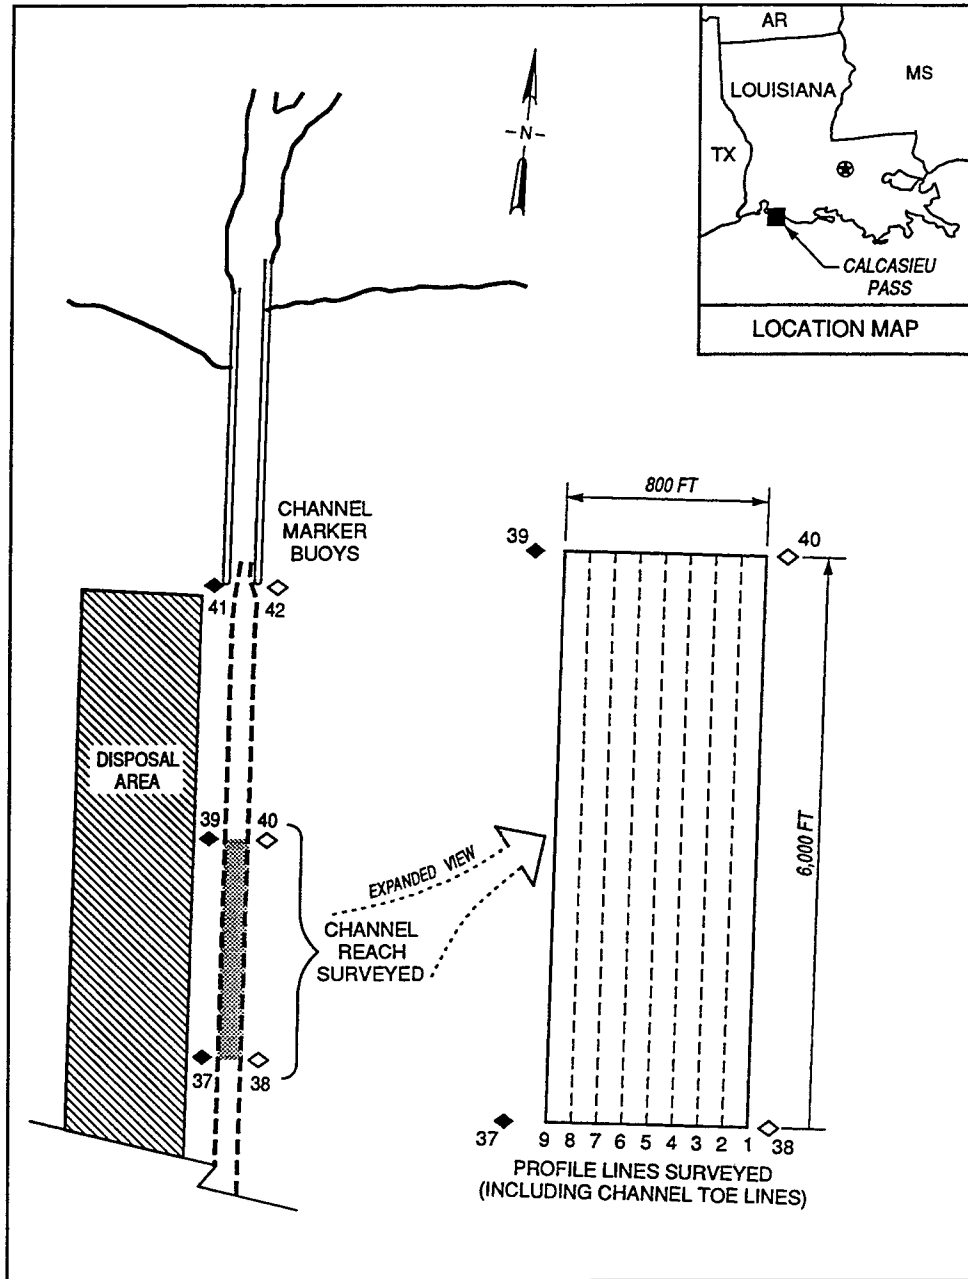 AR
LOUISIANA
MS
TX
CALCASIEU
PASS
LOCATION MAP
-N-
CHANNEL
MARKER
BUOYS
41
42
DISPOSAL
AREA
39
40
EXPANDED VIEW
CHANNEL
REACH
SURVEYED
37
38
800 FT
39
40
6,000 FT
37
9 8 7 6 5 4 3 2 1
38
PROFILE LINES SURVEYED
(INCLUDING CHANNEL TOE LINES)